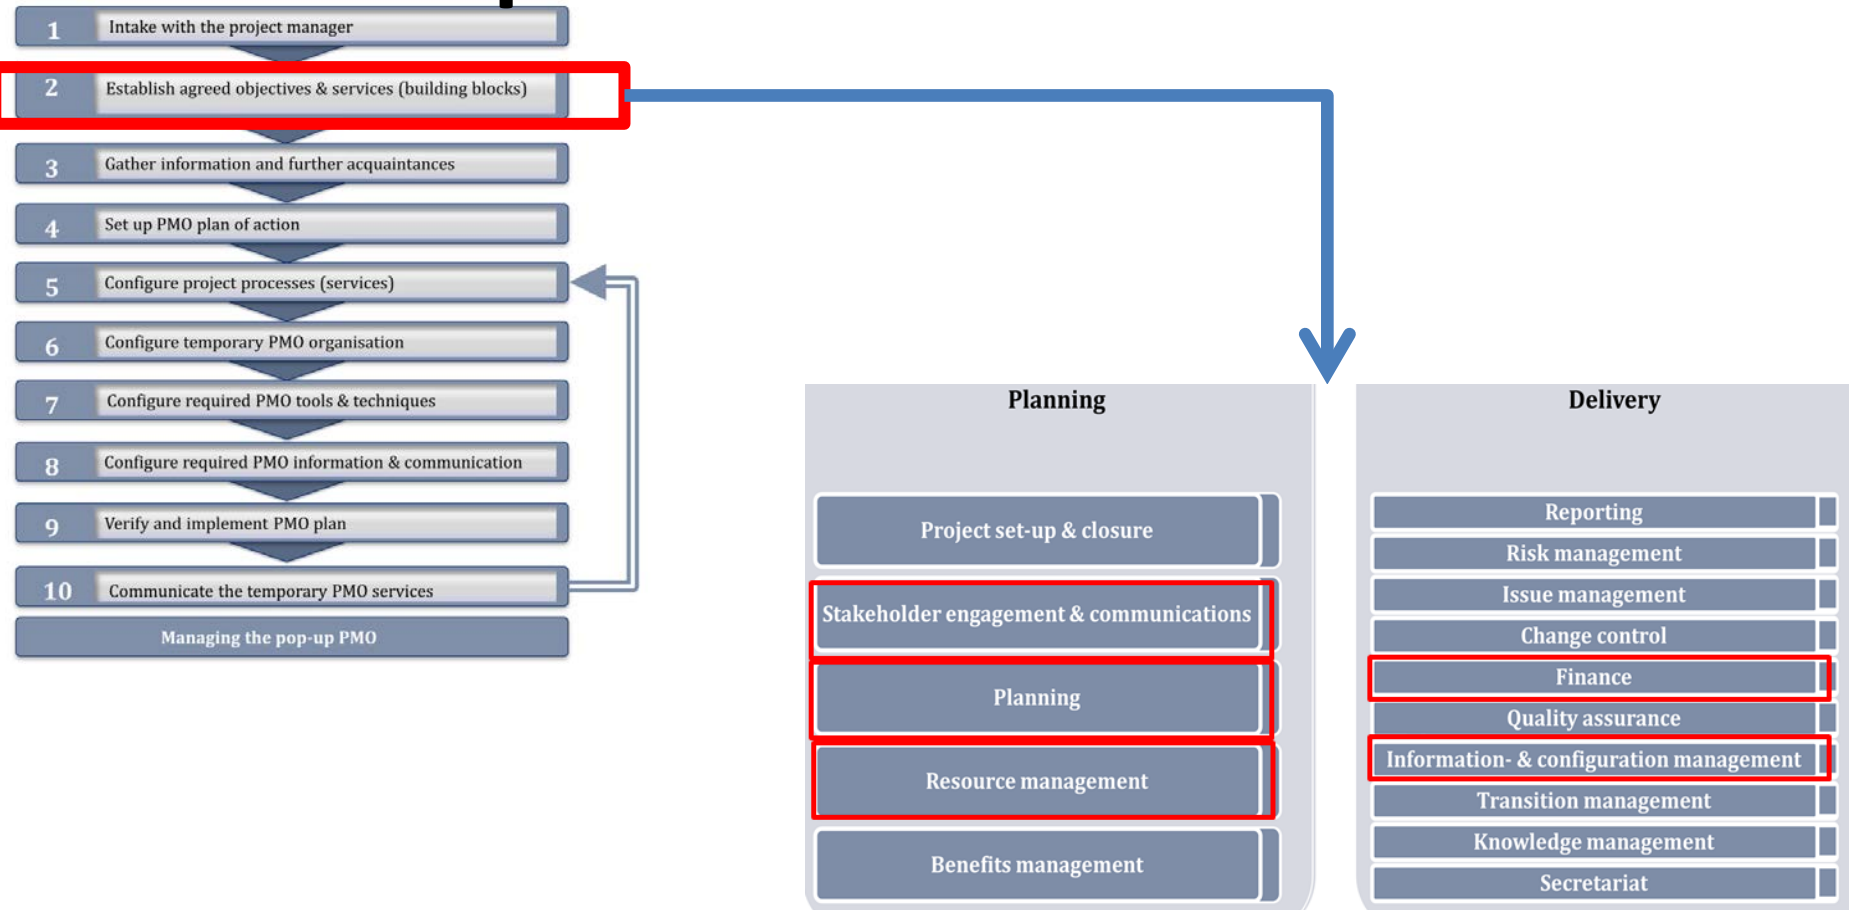 1 Intake with the project manager
2 Establish agreed objectives & services (building blocks)
3 Gather information and further acquaintances
4 Set up PMO plan of action
5 Configure project processes (services)
6 Configure temporary PMO organisation
7 Configure required PMO tools & techniques
8 Configure required PMO information & communication
9 Verify and implement PMO plan
10 Communicate the temporary PMO services
Managing the pop-up PMO
Planning
Project set-up & closure
Stakeholder engagement & communications
Planning
Resource management
Benefits management
Delivery
Reporting
Risk management
Issue management
Change control
Finance
Quality assurance
Information- & configuration management
Transition management
Knowledge management
Secretariat